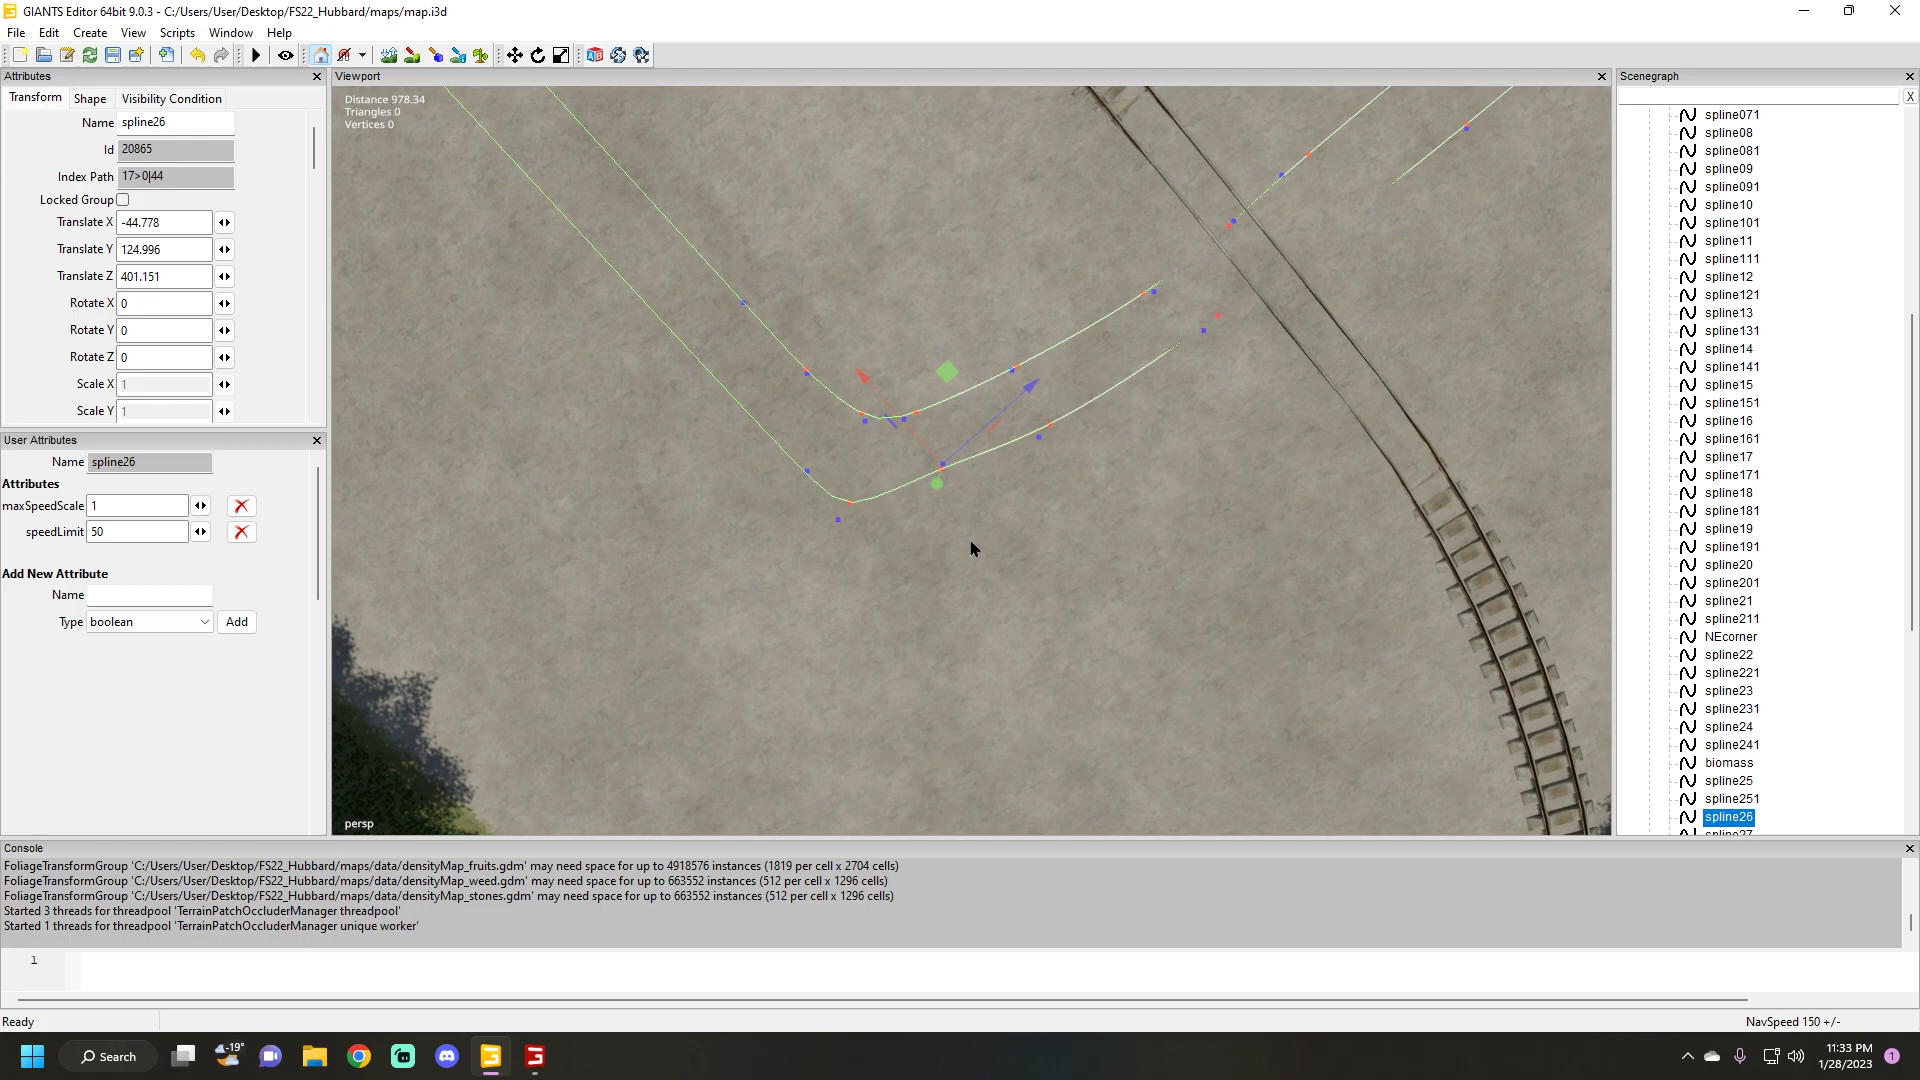 GIANTS Editor 64bit 9.0.3 - C:/Users/User/Desktop/FS22_Hubbard/maps/map.i3d
File Edit Create View Scripts Window Help
Attributes
Transform Shape Visibility Condition
Name spline26
Id 20865
Index Path 17>0|44
Locked Group
Translate X -44.778
Translate Y 124.996
Translate Z 401.151
Rotate X 0
Rotate Y 0
Rotate Z 0
Scale X 1
Scale Y 1
User Attributes
Name spline26
Attributes
maxSpeedScale 1
speedLimit 50
Add New Attribute
Name
Type boolean Add
Viewport
Distance 978.34
Triangles 0
Vertices 0
persp
Scenegraph
X
spline071
spline08
spline081
spline09
spline091
spline10
spline101
spline11
spline111
spline12
spline121
spline13
spline131
spline14
spline141
spline15
spline151
spline16
spline161
spline17
spline171
spline18
spline181
spline19
spline191
spline20
spline201
spline21
spline211
NEcorner
spline22
spline221
spline23
spline231
spline24
spline241
biomass
spline25
spline251
spline26
spline27
Console
FoliageTransformGroup 'C:/Users/User/Desktop/FS22_Hubbard/maps/data/densityMap_fruits.gdm' may need space for up to 4918576 instances (1819 per cell x 2704 cells)
FoliageTransformGroup 'C:/Users/User/Desktop/FS22_Hubbard/maps/data/densityMap_weed.gdm' may need space for up to 663552 instances (512 per cell x 1296 cells)
FoliageTransformGroup 'C:/Users/User/Desktop/FS22_Hubbard/maps/data/densityMap_stones.gdm' may need space for up to 663552 instances (512 per cell x 1296 cells)
Started 3 threads for threadpool 'TerrainPatchOccluderManager threadpool'
Started 1 threads for threadpool 'TerrainPatchOccluderManager unique worker'
1
Ready
NavSpeed 150 +/-
Search
-19°
11:33 PM
1/28/2023
1